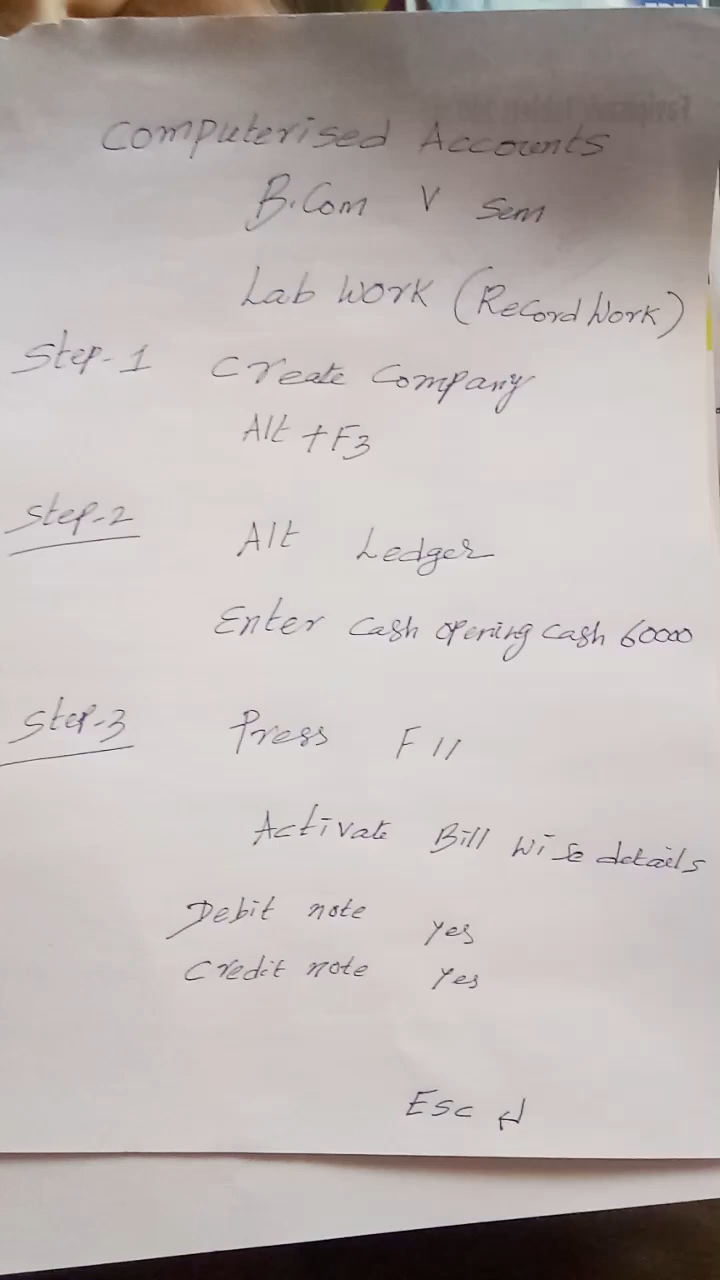 Computerised Accounts
B.Com V Sem
Lab Work (Record Work)
Step-1 Create Company
Alt + F3
Step-2 Alt Ledger
Enter Cash opening Cash 60000
Step-3 Press F11
Activate Bill wise details
Debit note yes
Credit note Yes
Esc ↵